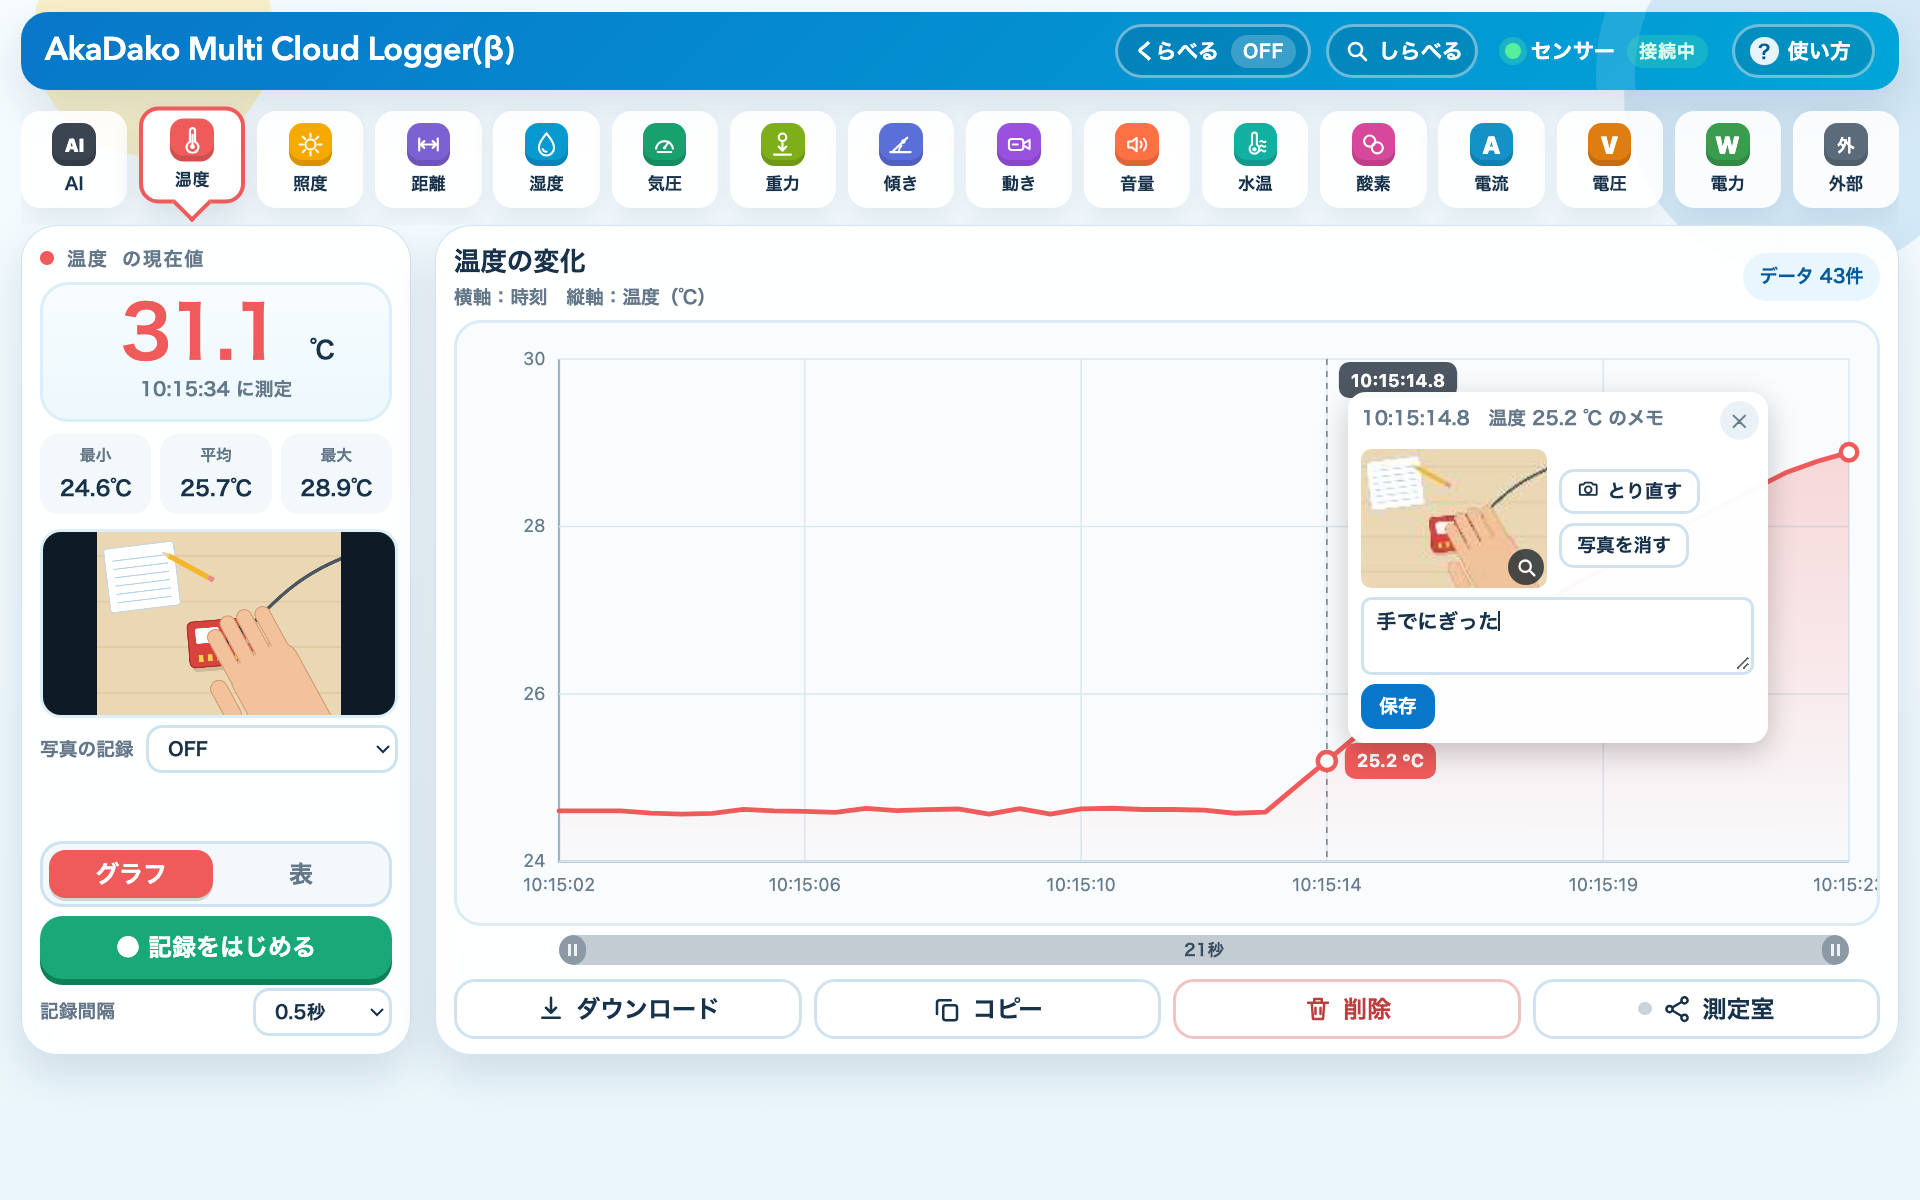 AkaDako Multi Cloud Logger(β)
くらべる OFF
しらべる
センサー 接続中
? 使い方
AI
AI
温度
照度
距離
湿度
気圧
重力
傾き
動き
音量
水温
酸素
A
電流
V
電圧
W
電力
外
外部
温度 の現在値
31.1 ℃
10:15:34 に測定
最小
24.6℃
平均
25.7℃
最大
28.9℃
写真の記録 OFF
グラフ 表
記録をはじめる
記録間隔 0.5秒
温度の変化
横軸：時刻 縦軸：温度（℃）
データ 43件
30
28
26
24
10:15:02
10:15:06
10:15:10
10:15:14
10:15:19
10:15:14.8
10:15:14.8 温度 25.2 ℃ のメモ
とり直す
写真を消す
手でにぎった
保存
25.2 °C
21秒
ダウンロード
コピー
削除
測定室